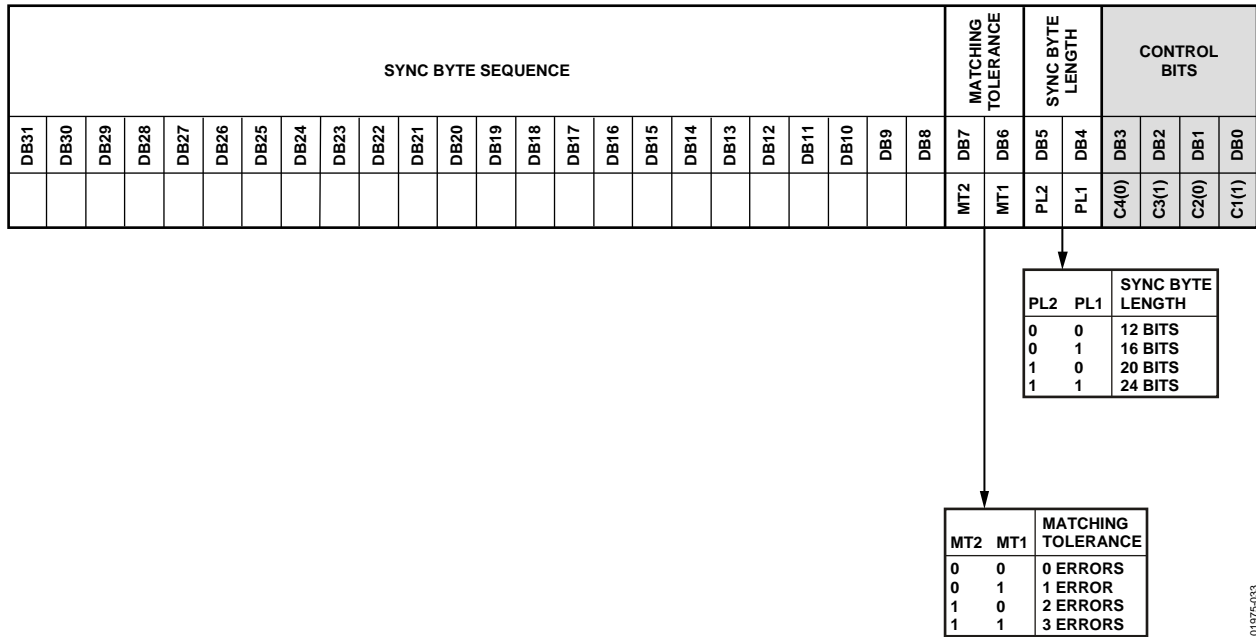 SYNC BYTE SEQUENCE
MATCHING
TOLERANCE
SYNC BYTE
LENGTH
CONTROL
BITS
DB31 DB30 DB29 DB28 DB27 DB26 DB25 DB24 DB23 DB22 DB21 DB20 DB19 DB18 DB17 DB16 DB15 DB14 DB13 DB12 DB11 DB10 DB9 DB8 DB7 DB6 DB5 DB4 DB3 DB2 DB1 DB0
MT2 MT1 PL2 PL1 C4(0) C3(1) C2(0) C1(1)
PL2 PL1 SYNC BYTE
LENGTH
0 0 12 BITS
0 1 16 BITS
1 0 20 BITS
1 1 24 BITS
MT2 MT1 MATCHING
TOLERANCE
0 0 0 ERRORS
0 1 1 ERROR
1 0 2 ERRORS
1 1 3 ERRORS
01975-033